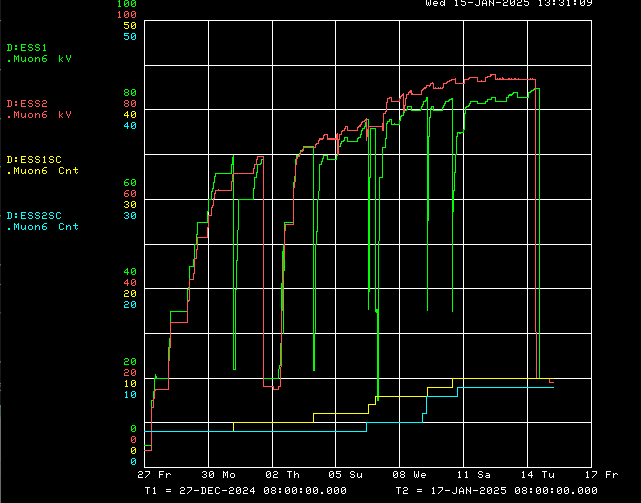 Wed 15-JAN-2025 13:31:09
100
100
50
50
D:ESS1
.Muon6 kV
D:ESS2
.Muon6 kV
D:ESS1SC
.Muon6 Cnt
D:ESS2SC
.Muon6 Cnt
80
80
40
40
60
60
30
30
40
40
20
20
20
20
10
10
0
0
0
0
27 Fr 30 Mo 02 Th 05 Su 08 We 11 Sa 14 Tu 17 Fr
T1 = 27-DEC-2024 08:00:00.000 T2 = 17-JAN-2025 08:00:00.000